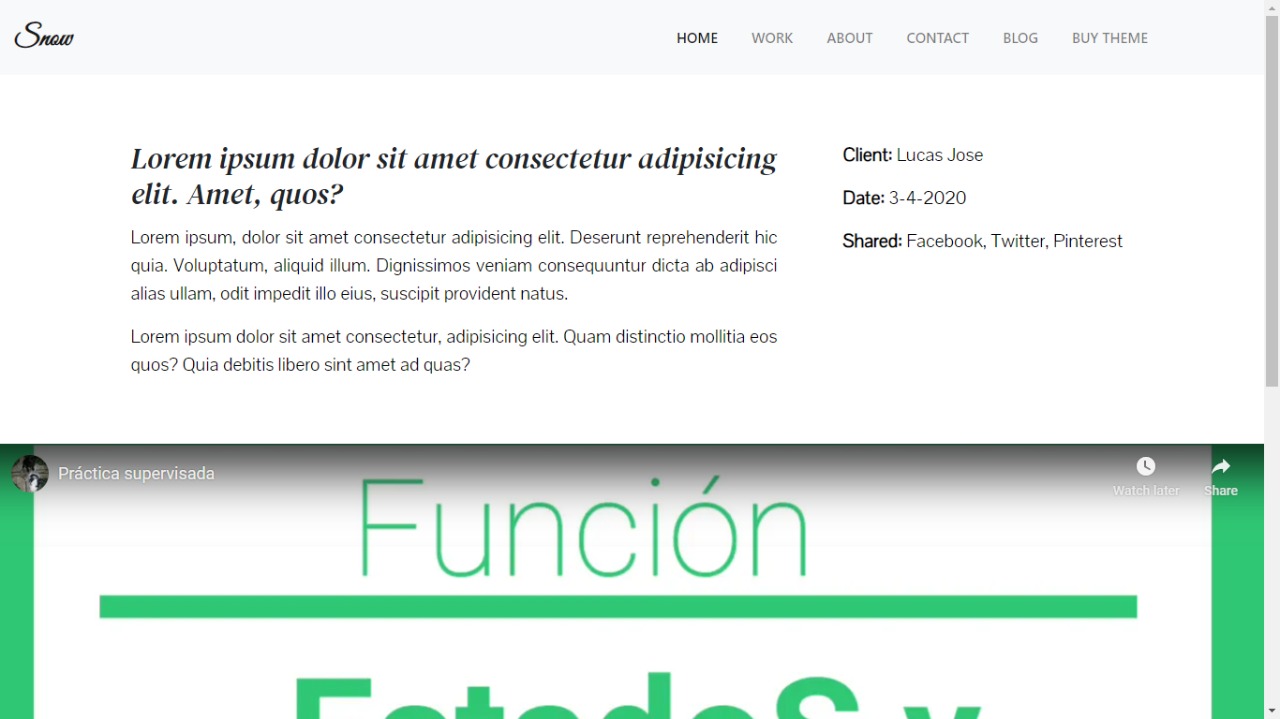 Snow
HOME WORK ABOUT CONTACT BLOG BUY THEME
Lorem ipsum dolor sit amet consectetur adipisicing
elit. Amet, quos?
Lorem ipsum, dolor sit amet consectetur adipisicing elit. Deserunt reprehenderit hic
quia. Voluptatum, aliquid illum. Dignissimos veniam consequuntur dicta ab adipisci
alias ullam, odit impedit illo eius, suscipit provident natus.
Lorem ipsum dolor sit amet consectetur, adipisicing elit. Quam distinctio mollitia eos
quos? Quia debitis libero sint amet ad quas?
Client: Lucas Jose
Date: 3-4-2020
Shared: Facebook, Twitter, Pinterest
Práctica supervisada
Watch later
Share
Función
EstadoS y